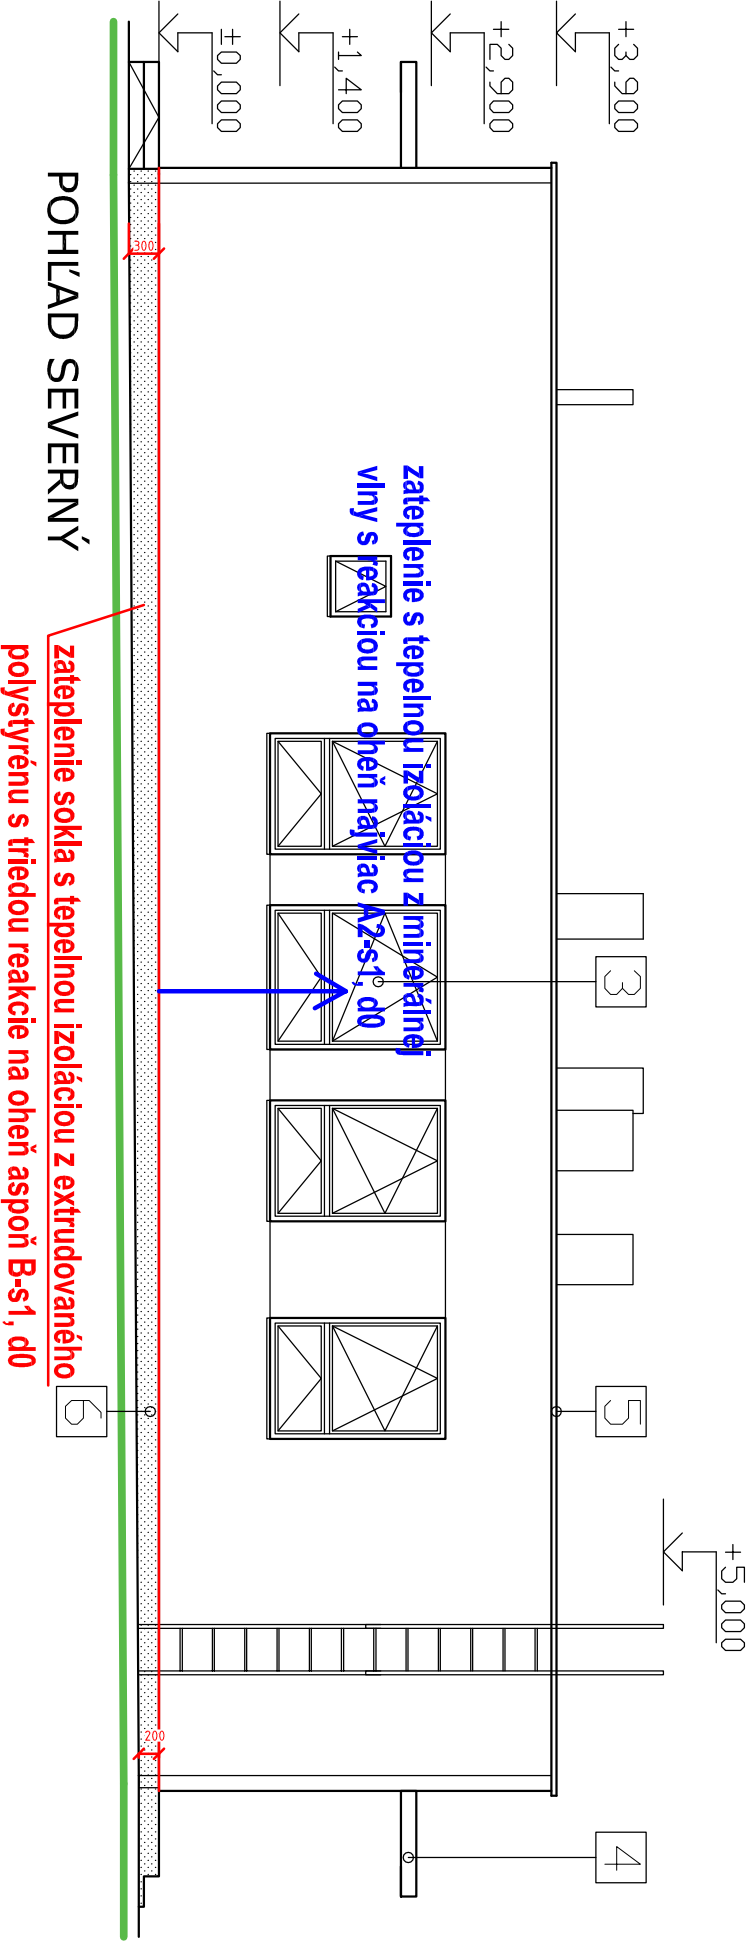 +5,000
+3,900
+2,900
+1,400
±0,000
3
5
4
zateplenie s tepelnou izoláciou z minerálnej
vlny s reakciou na oheň najviac A2-s1, d0
300
200
6
POHĽAD SEVERNÝ
zateplenie sokla s tepelnou izoláciou z extrudovaného
polystyrénu s triedou reakcie na oheň aspoň B-s1, d0